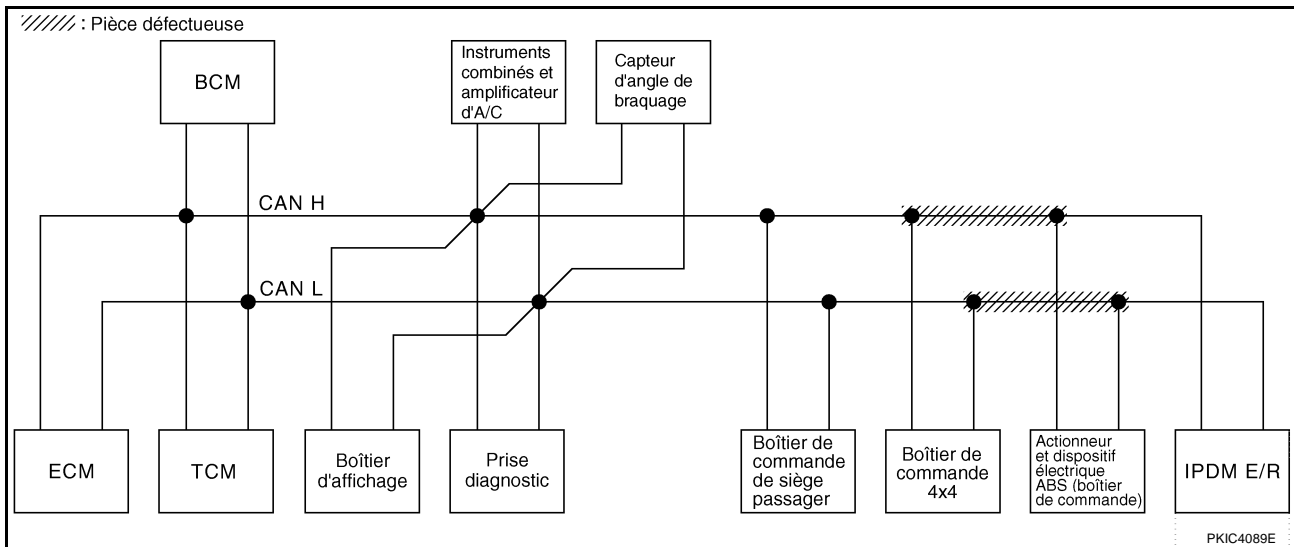 : Pièce défectueuse
BCM
Instruments
combinés et
amplificateur
d'A/C
Capteur
d'angle de
braquage
CAN H
CAN L
ECM
TCM
Boîtier
d'affichage
Prise
diagnostic
Boîtier de
commande
de siège
passager
Boîtier de
commande
4x4
Actionneur
et dispositif
électrique
ABS (boîtier
de commande)
IPDM E/R
PKIC4089E